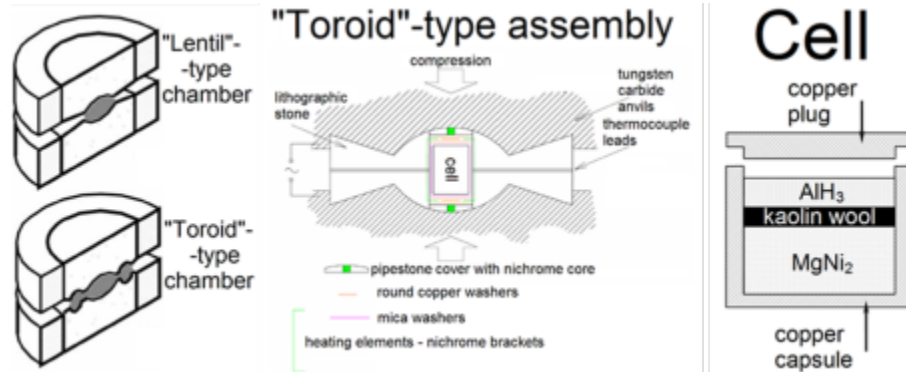 "Lentil"-
-type
chamber
"Toroid"-
-type
chamber
"Toroid"-type assembly
compression
lithographic
stone
tungsten
carbide
anvils
thermocouple
leads
cell
pipestone cover with nichrome core
round copper washers
mica washers
heating elements - nichrome brackets
Cell
copper
plug
AlH₃
kaolin wool
MgNi₂
copper
capsule